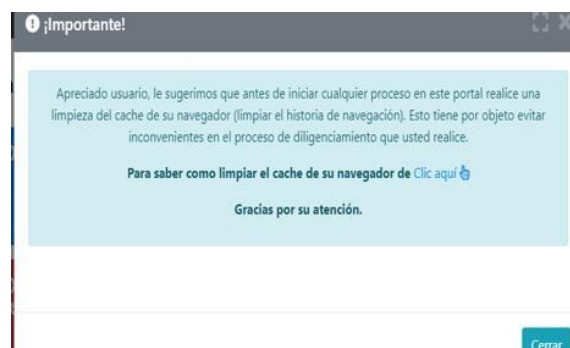 ¡Importante!
Apreciado usuario, le sugerimos que antes de iniciar cualquier proceso en este portal realice una
limpieza del cache de su navegador (limpiar el historia de navegación). Esto tiene por objeto evitar
inconvenientes en el proceso de diligenciamiento que usted realice.
Para saber como limpiar el cache de su navegador de Clic aquí
Gracias por su atención.
Cerrar